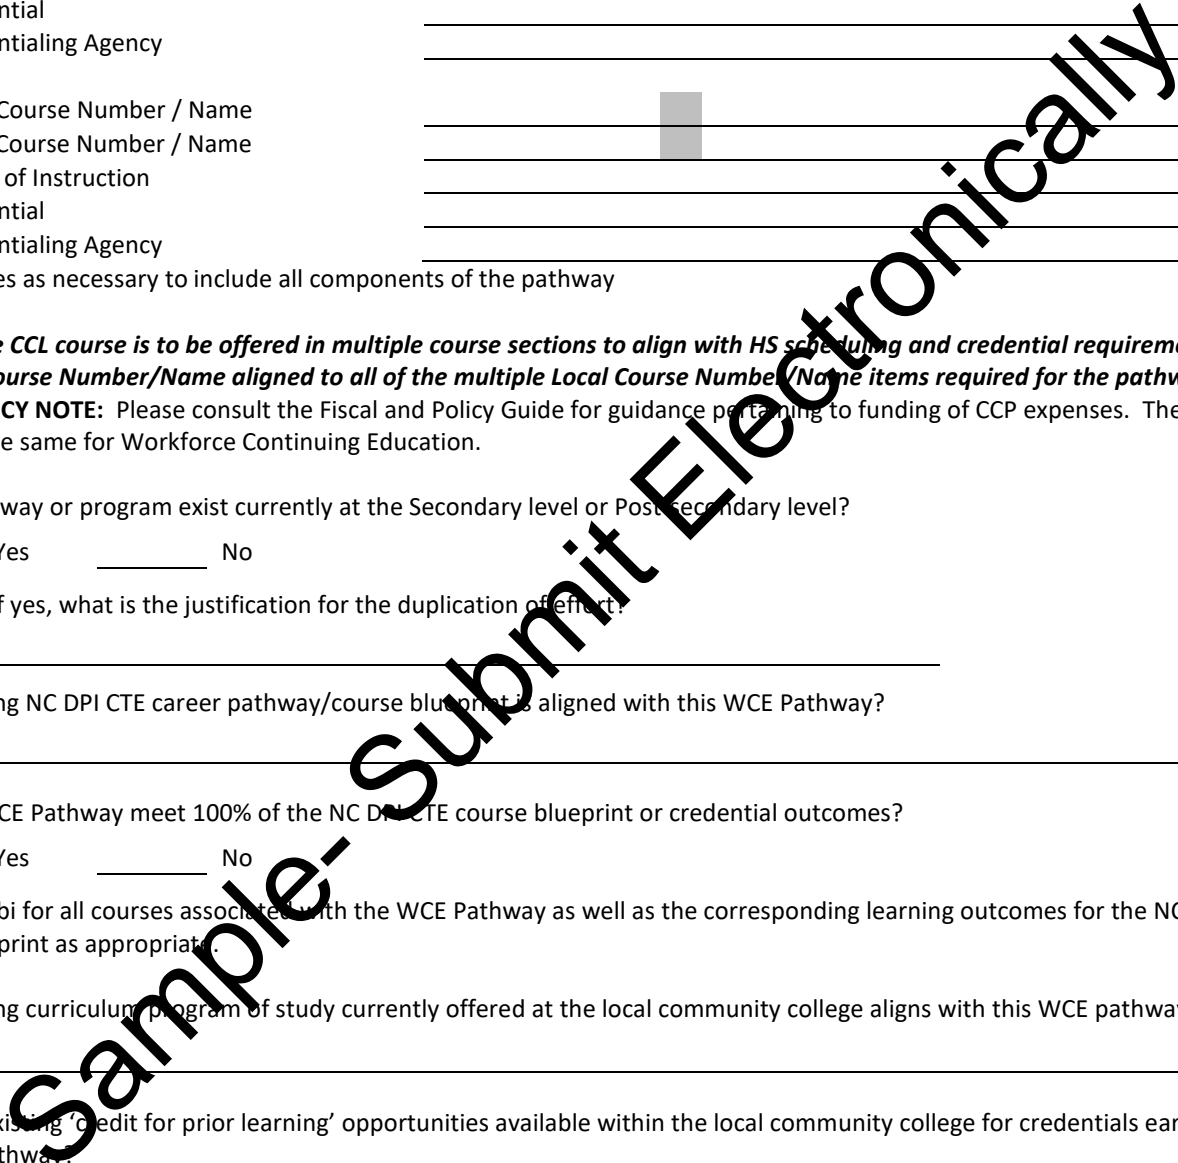 ntial
ntialing Agency
Course Number / Name
Course Number / Name
of Instruction
ntial
ntialing Agency
es as necessary to include all components of the pathway
e CCL course is to be offered in multiple course sections to align with HS scheduling and credential requireme
ourse Number/Name aligned to all of the multiple Local Course Number/Name items required for the pathw
CY NOTE: Please consult the Fiscal and Policy Guide for guidance pertaining to funding of CCP expenses. The
e same for Workforce Continuing Education.
way or program exist currently at the Secondary level or Post-secondary level?
Yes ________ No
f yes, what is the justification for the duplication of effort?
ng NC DPI CTE career pathway/course blueprint is aligned with this WCE Pathway?
CE Pathway meet 100% of the NC DPI CTE course blueprint or credential outcomes?
Yes ________ No
bi for all courses associated with the WCE Pathway as well as the corresponding learning outcomes for the NC
print as appropriate.
ng curriculum program of study currently offered at the local community college aligns with this WCE pathway
xisting ‘credit for prior learning’ opportunities available within the local community college for credentials ear
thway?
Sample- Submit Electronically